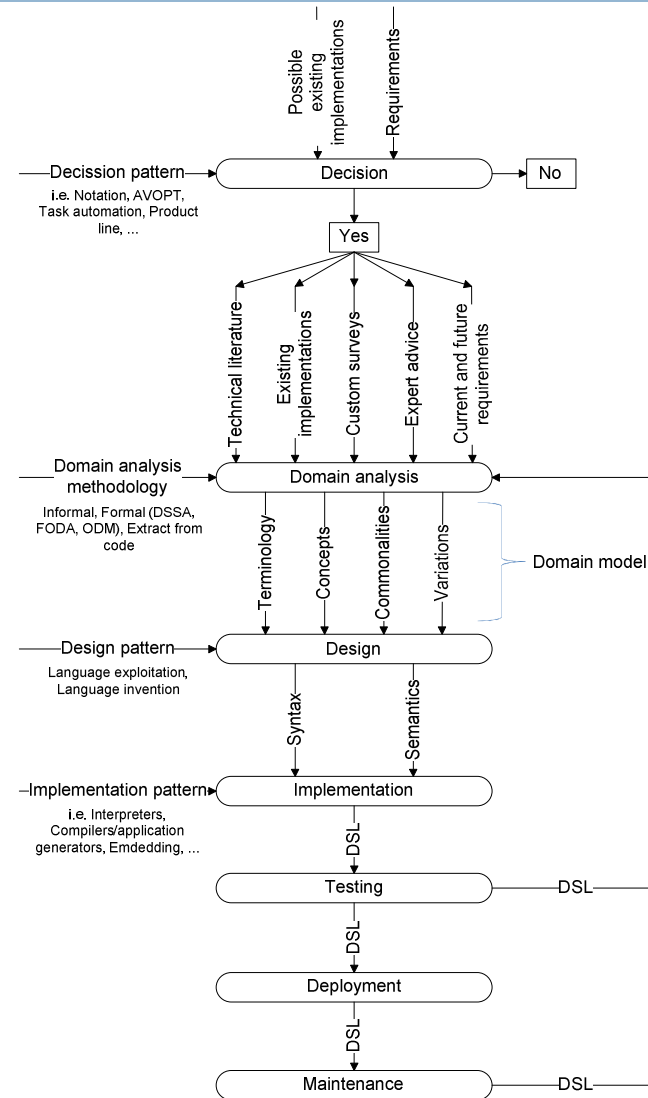 Possible
existing
implementations
Requirements
Decission pattern
i.e. Notation, AVOPT,
Task automation, Product
line, ...
Decision
No
Yes
Technical literature
Existing
implementations
Custom surveys
Expert advice
Current and future
requirements
Domain analysis
methodology
Informal, Formal (DSSA,
FODA, ODM), Extract from
code
Domain analysis
Terminology
Concepts
Commonalities
Variations
Domain model
Design pattern
Language exploitation,
Language invention
Design
Syntax
Semantics
Implementation pattern
i.e. Interpreters,
Compilers/application
generators, Emdedding, ...
Implementation
DSL
Testing
DSL
DSL
Deployment
DSL
Maintenance
DSL